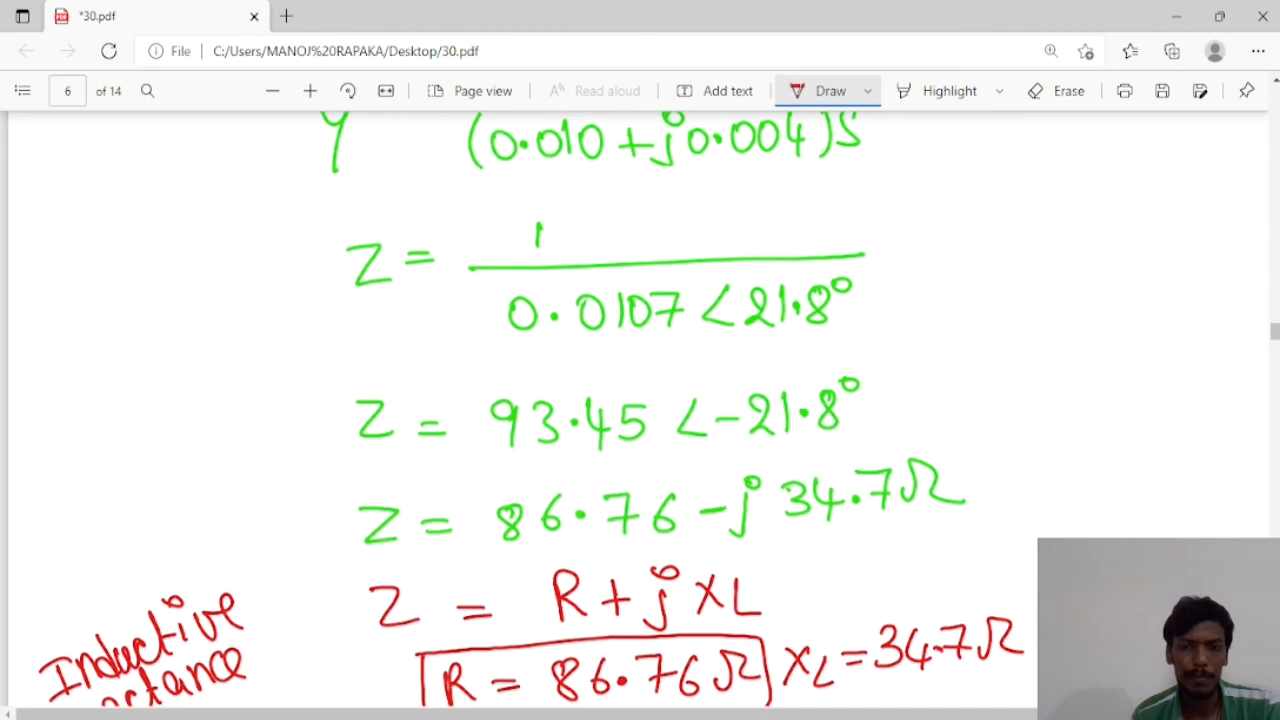 *30.pdf
File C:/Users/MANOJ%20RAPAKA/Desktop/30.pdf
6 of 14 Page view Read aloud Add text Draw Highlight Erase
Y (0.010 + j 0.004) S
Z = 1
0.0107 < 21.8°
Z = 93.45 < -21.8°
Z = 86.76 - j 34.7 Ω
Z = R + j XL
Inductive
R = 86.76 Ω XL = 34.7 Ω